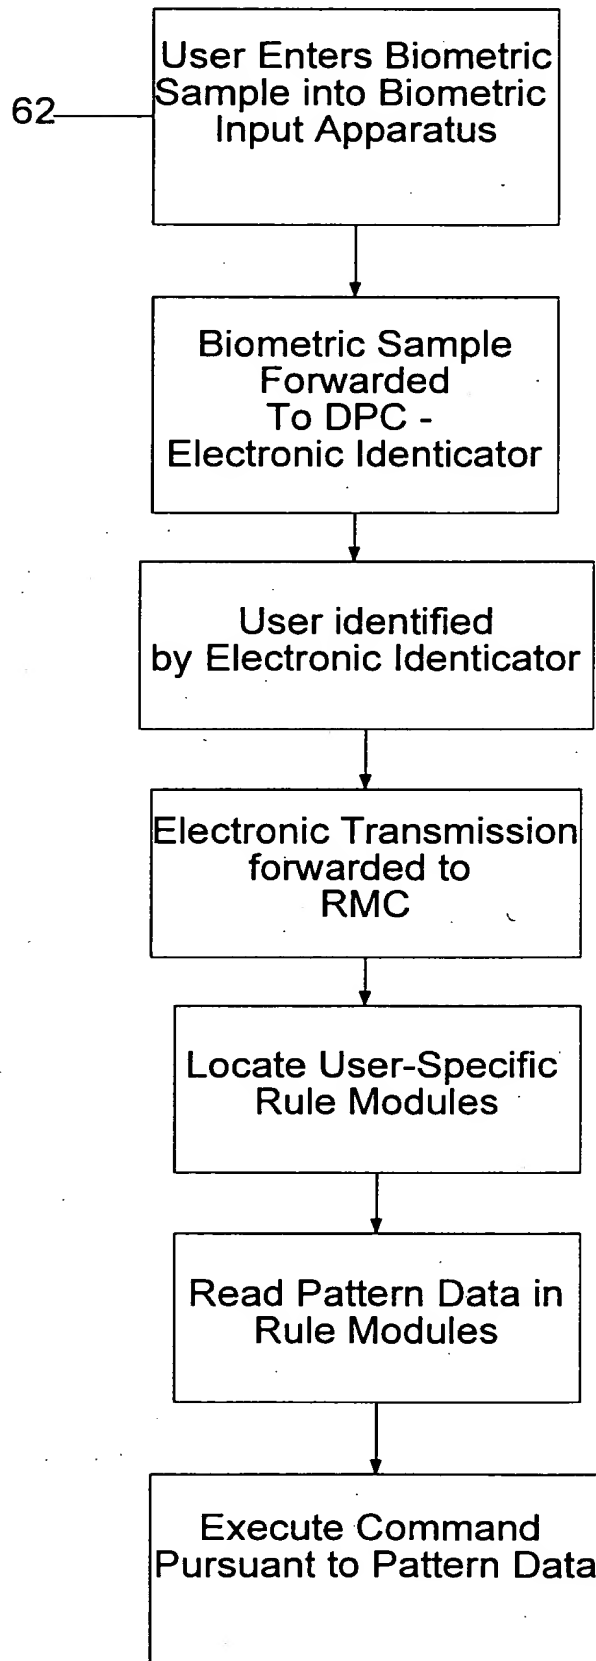 User Enters Biometric
Sample into Biometric
Input Apparatus
62
Biometric Sample
Forwarded
To DPC -
Electronic Identicator
User identified
by Electronic Identicator
Electronic Transmission
forwarded to
RMC
Locate User-Specific
Rule Modules
Read Pattern Data in
Rule Modules
Execute Command
Pursuant to Pattern Data